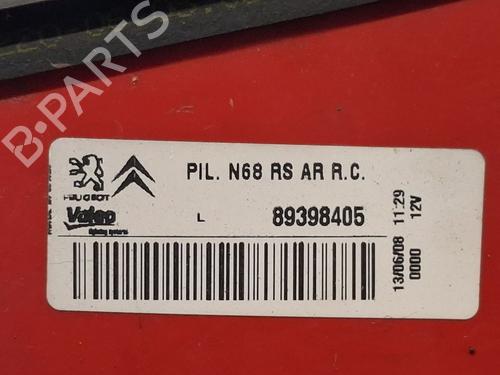 B-PARTS
PIL. N68 RS AR R.C.
PEUGEOT
Valeo
lighting systems
L 89398405
13/06/08 11:29
0000 12V